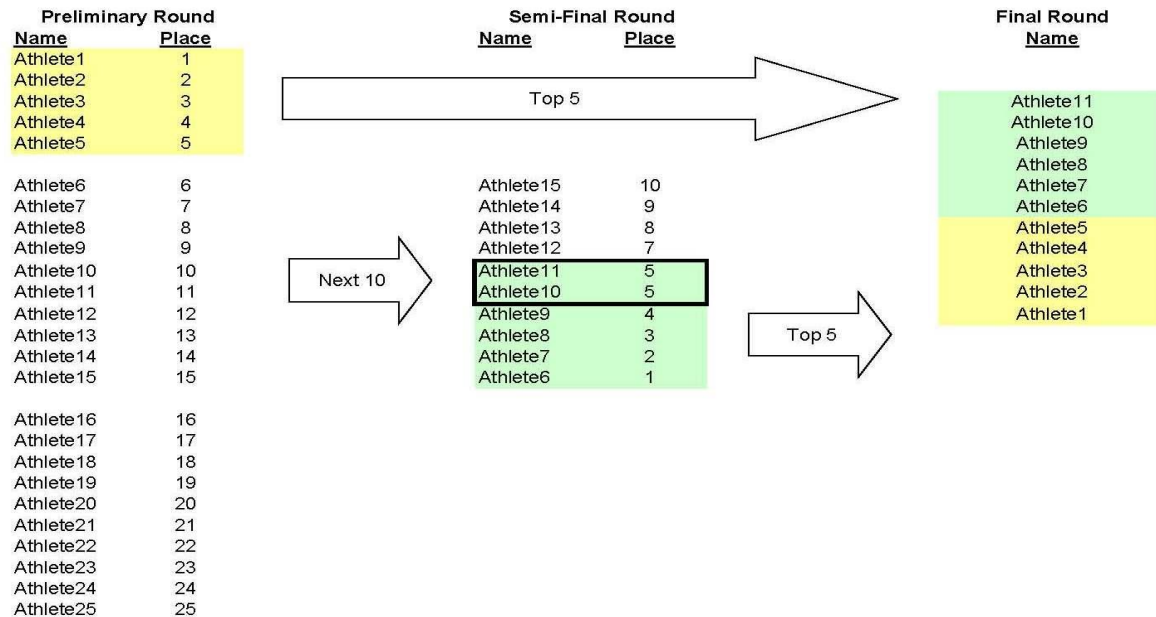 Preliminary Round
Name Place
Athlete1 1
Athlete2 2
Athlete3 3
Athlete4 4
Athlete5 5
Athlete6 6
Athlete7 7
Athlete8 8
Athlete9 9
Athlete10 10
Athlete11 11
Athlete12 12
Athlete13 13
Athlete14 14
Athlete15 15
Athlete16 16
Athlete17 17
Athlete18 18
Athlete19 19
Athlete20 20
Athlete21 21
Athlete22 22
Athlete23 23
Athlete24 24
Athlete25 25
Top 5
Next 10
Semi-Final Round
Name Place
Athlete15 10
Athlete14 9
Athlete13 8
Athlete12 7
Athlete11 5
Athlete10 5
Athlete9 4
Athlete8 3
Athlete7 2
Athlete6 1
Top 5
Final Round
Name
Athlete11
Athlete10
Athlete9
Athlete8
Athlete7
Athlete6
Athlete5
Athlete4
Athlete3
Athlete2
Athlete1